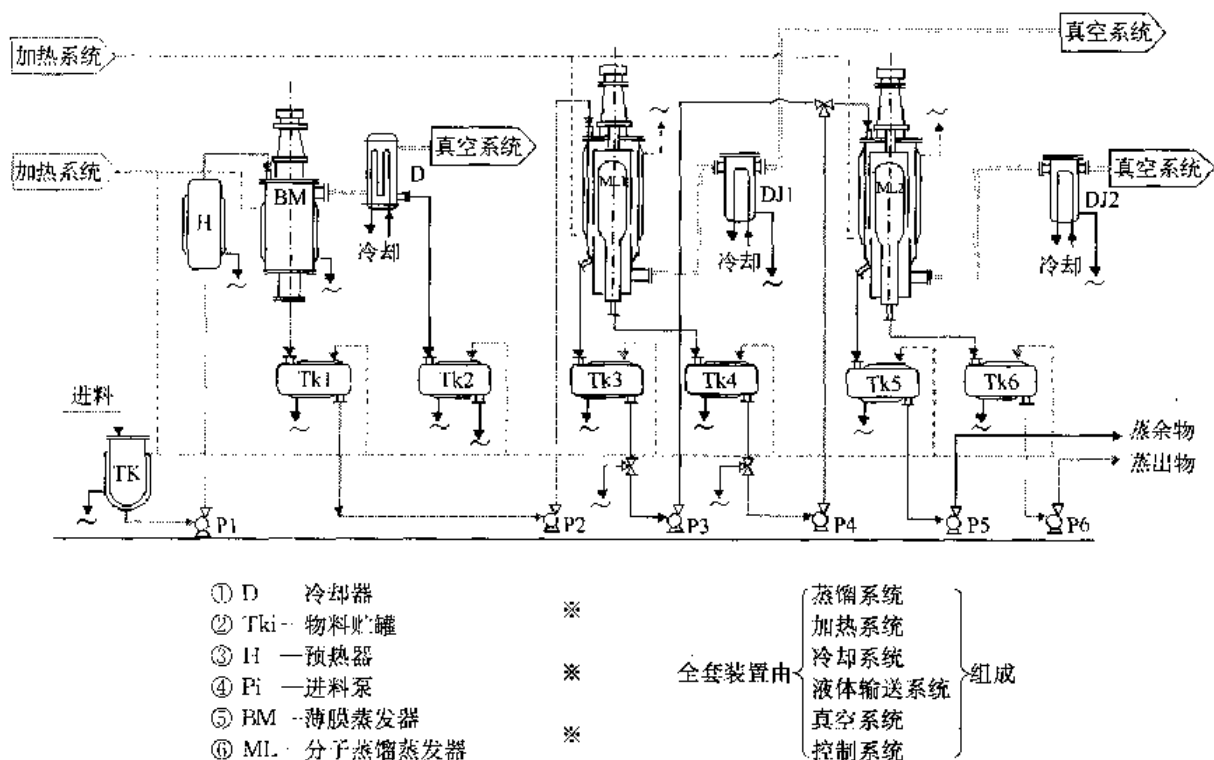 加热系统
真空系统
加热系统
真空系统
真空系统
H
BM
D
冷却
ML1
DJ1
冷却
ML2
DJ2
冷却
Tk1
Tk2
Tk3
Tk4
Tk5
Tk6
进料
TK
P1
P2
P3
P4
P5
P6
蒸余物
蒸出物
① D 冷却器
② Tki-- 物料贮罐
③ H —预热器
④ Pi —进料泵
⑤ BM --薄膜蒸发器
⑥ ML- 分子蒸馏蒸发器
※
※
※
全套装置由
蒸馏系统
加热系统
冷却系统
液体输送系统
真空系统
控制系统
组成